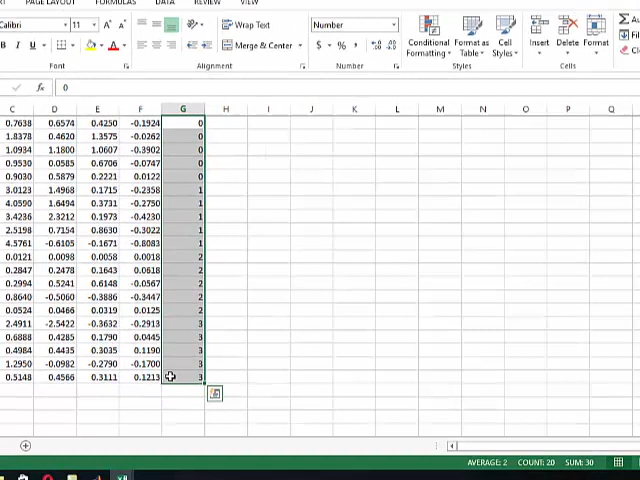 PAGE LAYOUT FORMULAS DATA REVIEW VIEW
Calibri 11 A A Wrap Text Number
B I U A Merge & Center $ % , Conditional Formatting Format as Table Cell Styles Insert Delete Format
Font Alignment Number Styles Cells
fx 0
C D E F G H I J K L M N O P Q
0.7638 0.6574 0.4250 -0.1924 0
1.8378 0.4620 1.3575 -0.0262 0
1.0934 1.1800 1.0607 -0.3902 0
0.9530 0.0585 0.6706 -0.0747 0
0.9030 0.5879 0.2221 0.0122 0
3.0123 1.4968 0.1715 -0.2358 1
4.0590 1.6494 0.3731 -0.2750 1
3.4236 2.3212 0.1973 -0.4230 1
2.5198 0.7154 0.8630 -0.3022 1
4.5761 -0.6105 -0.1671 -0.8083 1
0.0121 0.0098 0.0058 0.0018 2
0.2847 0.2478 0.1643 0.0618 2
0.2994 0.5241 0.6148 -0.0567 2
0.8640 -0.5060 -0.3886 -0.3447 2
0.0524 0.0466 0.0319 0.0125 2
2.4911 -2.5422 -0.3632 -0.2913 3
0.6888 0.4285 0.1790 0.0445 3
0.4984 0.4435 0.3035 0.1190 3
1.2950 -0.0982 -0.2790 -0.1700 3
0.5148 0.4566 0.3111 0.1213 3
AVERAGE: 2 COUNT: 20 SUM: 30